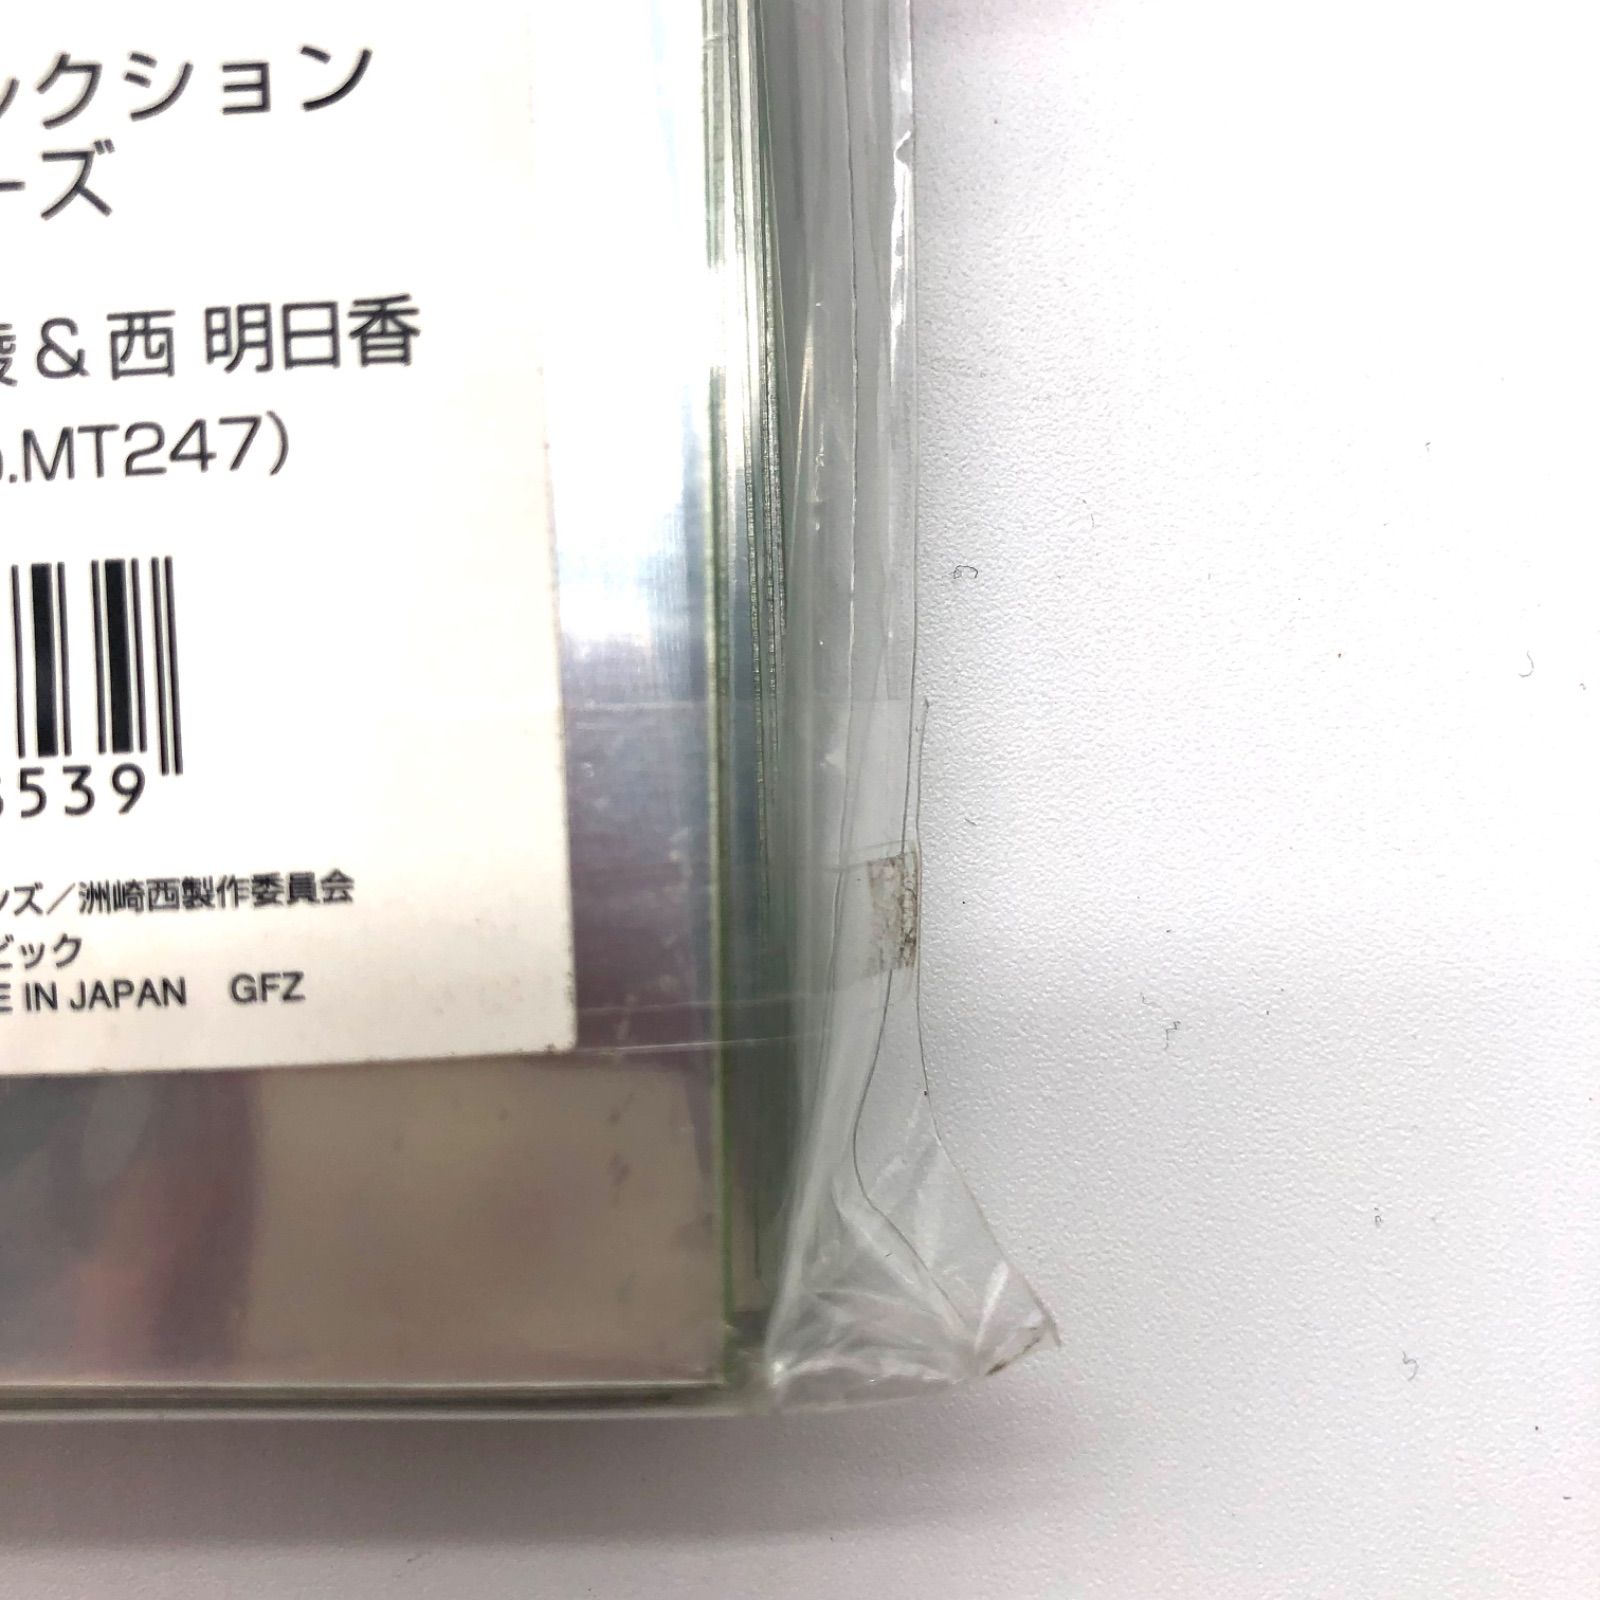 クション
ーズ
&西 明日香
.MT247)
539
ンズ／洲崎西製作委員会
ビック
E IN JAPAN GFZ